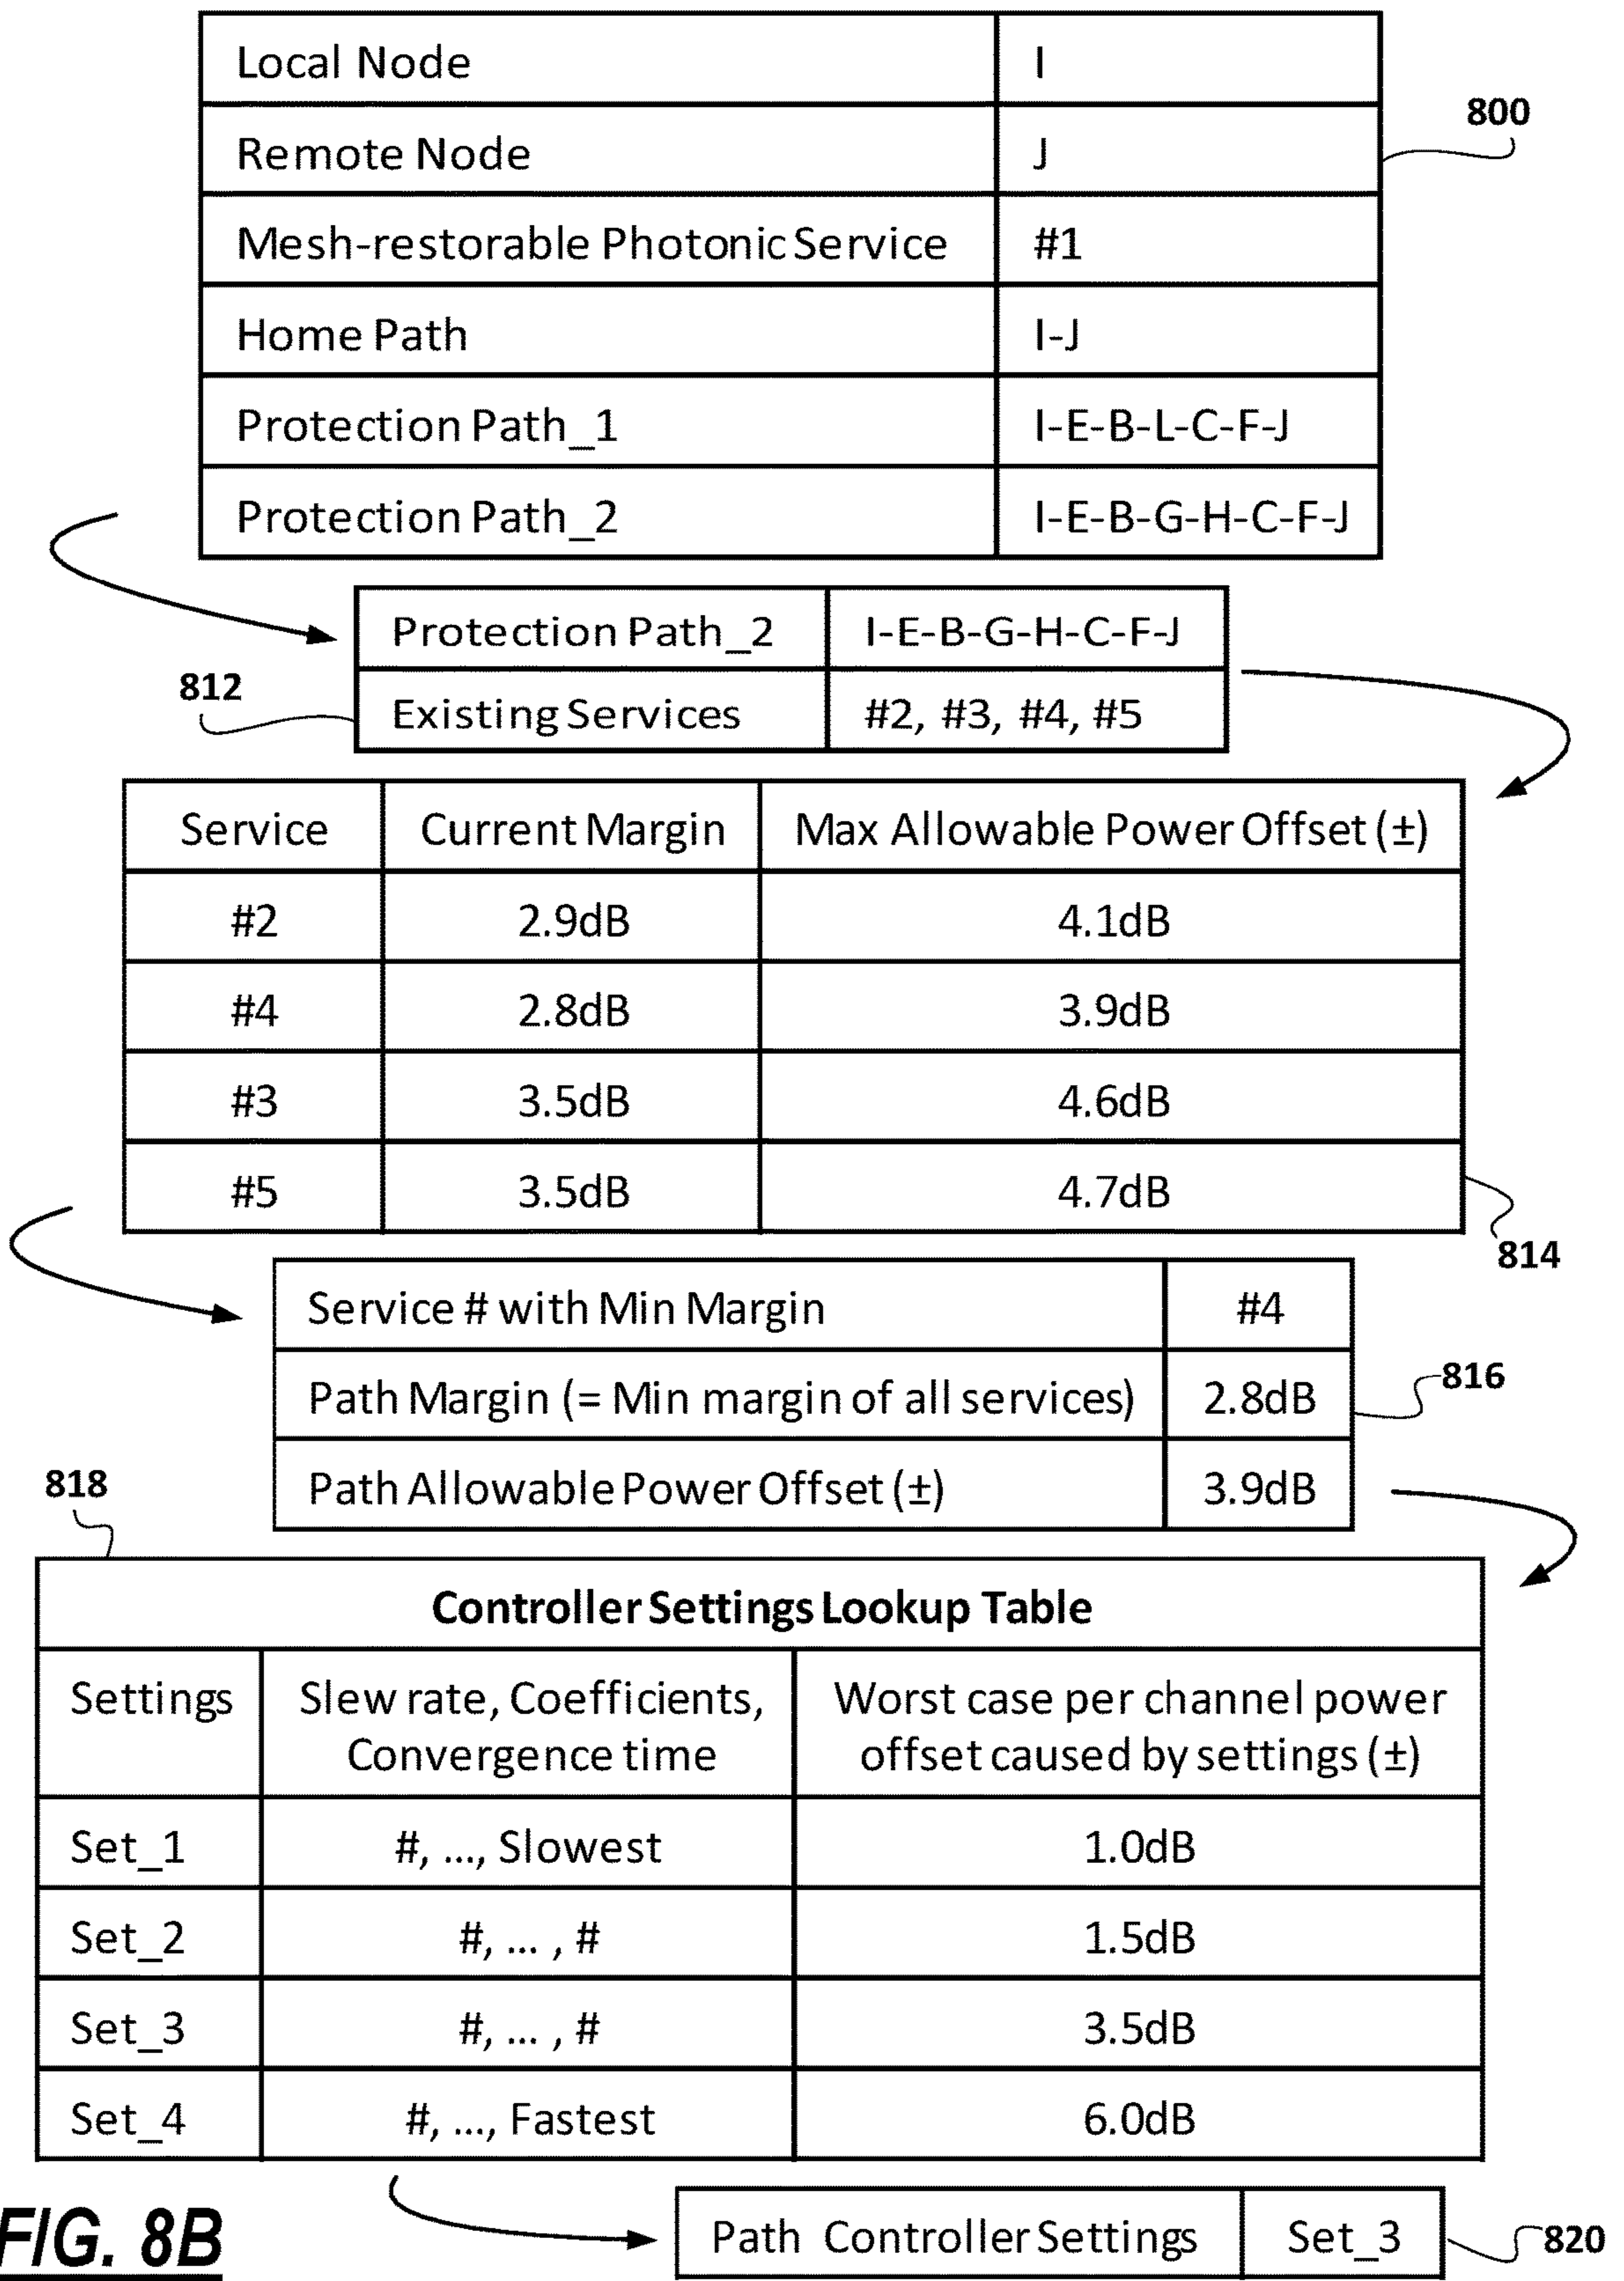 Local Node I
800
Remote Node J
Mesh-restorable Photonic Service #1
Home Path I-J
Protection Path_1 I-E-B-L-C-F-J
Protection Path_2 I-E-B-G-H-C-F-J
Protection Path_2 I-E-B-G-H-C-F-J
812
Existing Services #2, #3, #4, #5
Service Current Margin Max Allowable Power Offset (±)
#2 2.9dB 4.1dB
#4 2.8dB 3.9dB
#3 3.5dB 4.6dB
#5 3.5dB 4.7dB
814
Service # with Min Margin #4
Path Margin (= Min margin of all services) 2.8dB
816
Path Allowable Power Offset (±) 3.9dB
818
Controller Settings Lookup Table
Settings Slew rate, Coefficients, Worst case per channel power
Convergence time offset caused by settings (±)
Set_1 #, ..., Slowest 1.0dB
Set_2 #, ... , # 1.5dB
Set_3 #, ... , # 3.5dB
Set_4 #, ..., Fastest 6.0dB
Path Controller Settings Set_3
820
FIG. 8B